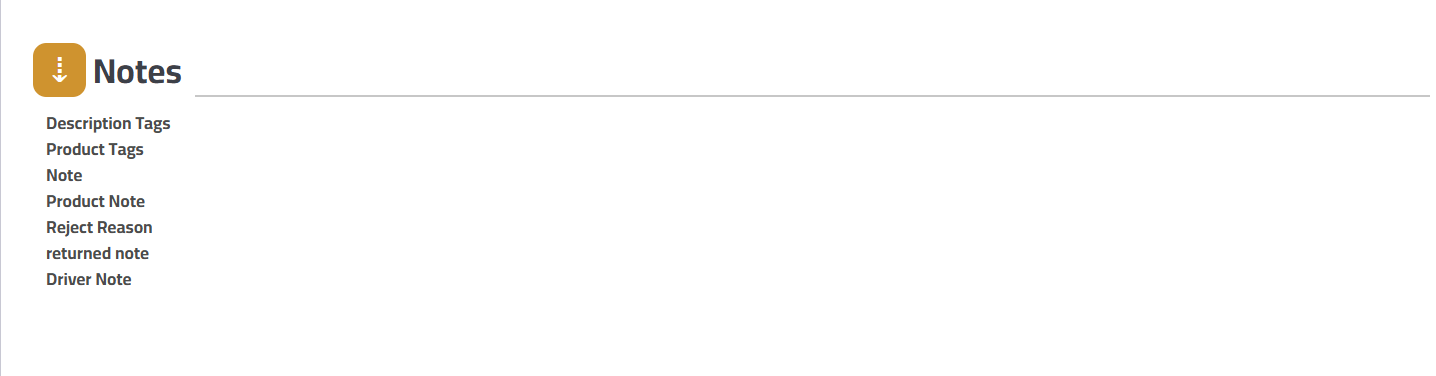 Notes
Description Tags
Product Tags
Note
Product Note
Reject Reason
returned note
Driver Note